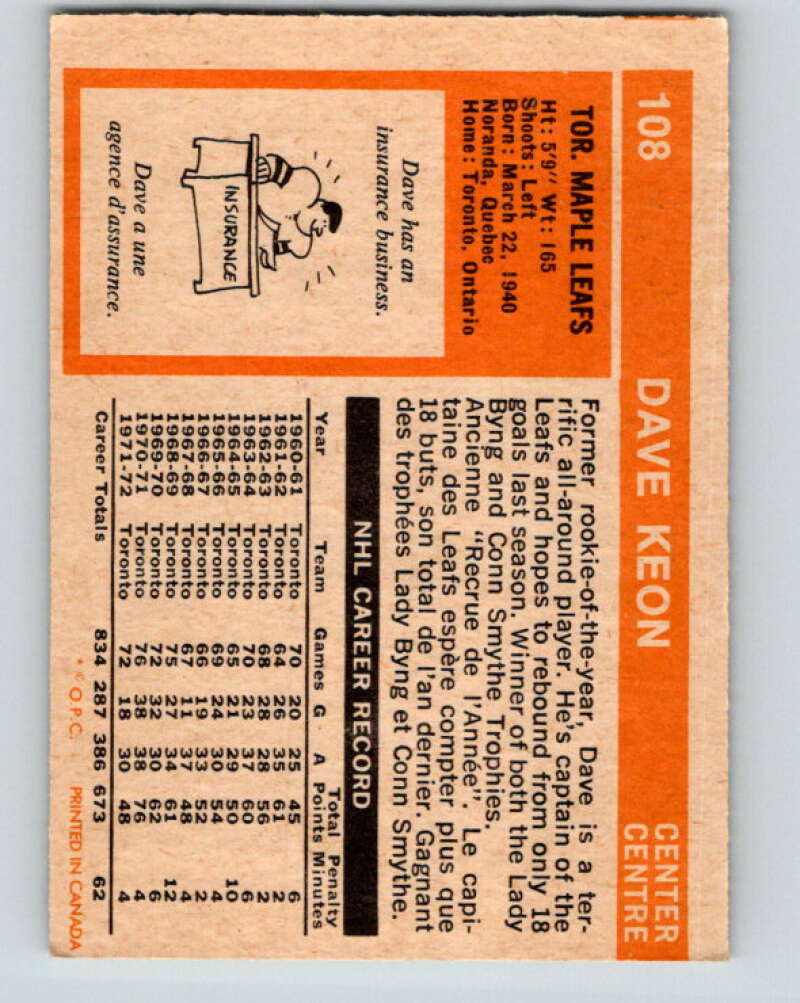 108 DAVE KEON CENTER
CENTRE
TOR. MAPLE LEAFS
Ht: 5'9" Wt: 165
Shoots: Left
Born: March 22, 1940
Noranda, Quebec
Home: Toronto, Ontario
Dave has an
insurance business.
INSURANCE
Dave a une
agence d'assurance.
Former rookie-of-the-year, Dave is a ter-
rific all-around player. He's captain of the
Leafs and hopes to rebound from only 18
goals last season. Winner of both the Lady
Byng and Conn Smythe Trophies.
Ancienne "Recrue de l'Année". Le capi-
taine des Leafs espère compter plus que
18 buts, son total de l'an dernier. Gagnant
des trophées Lady Byng et Conn Smythe.
NHL CAREER RECORD
Total Penalty
Year Team Games G A Points Minutes
1960-61 Toronto 70 20 25 45 6
1961-62 Toronto 64 26 35 61 2
1962-63 Toronto 68 28 28 56 2
1963-64 Toronto 70 23 37 60 6
1964-65 Toronto 65 21 29 50 10
1965-66 Toronto 69 24 30 54 4
1966-67 Toronto 66 19 33 52 2
1967-68 Toronto 67 11 37 48 4
1968-69 Toronto 75 27 34 61 12
1969-70 Toronto 72 32 30 62 6
1970-71 Toronto 76 38 38 76 4
1971-72 Toronto 72 18 30 48 4
Career Totals 834 287 386 673 62
* © O.P.C. PRINTED IN CANADA